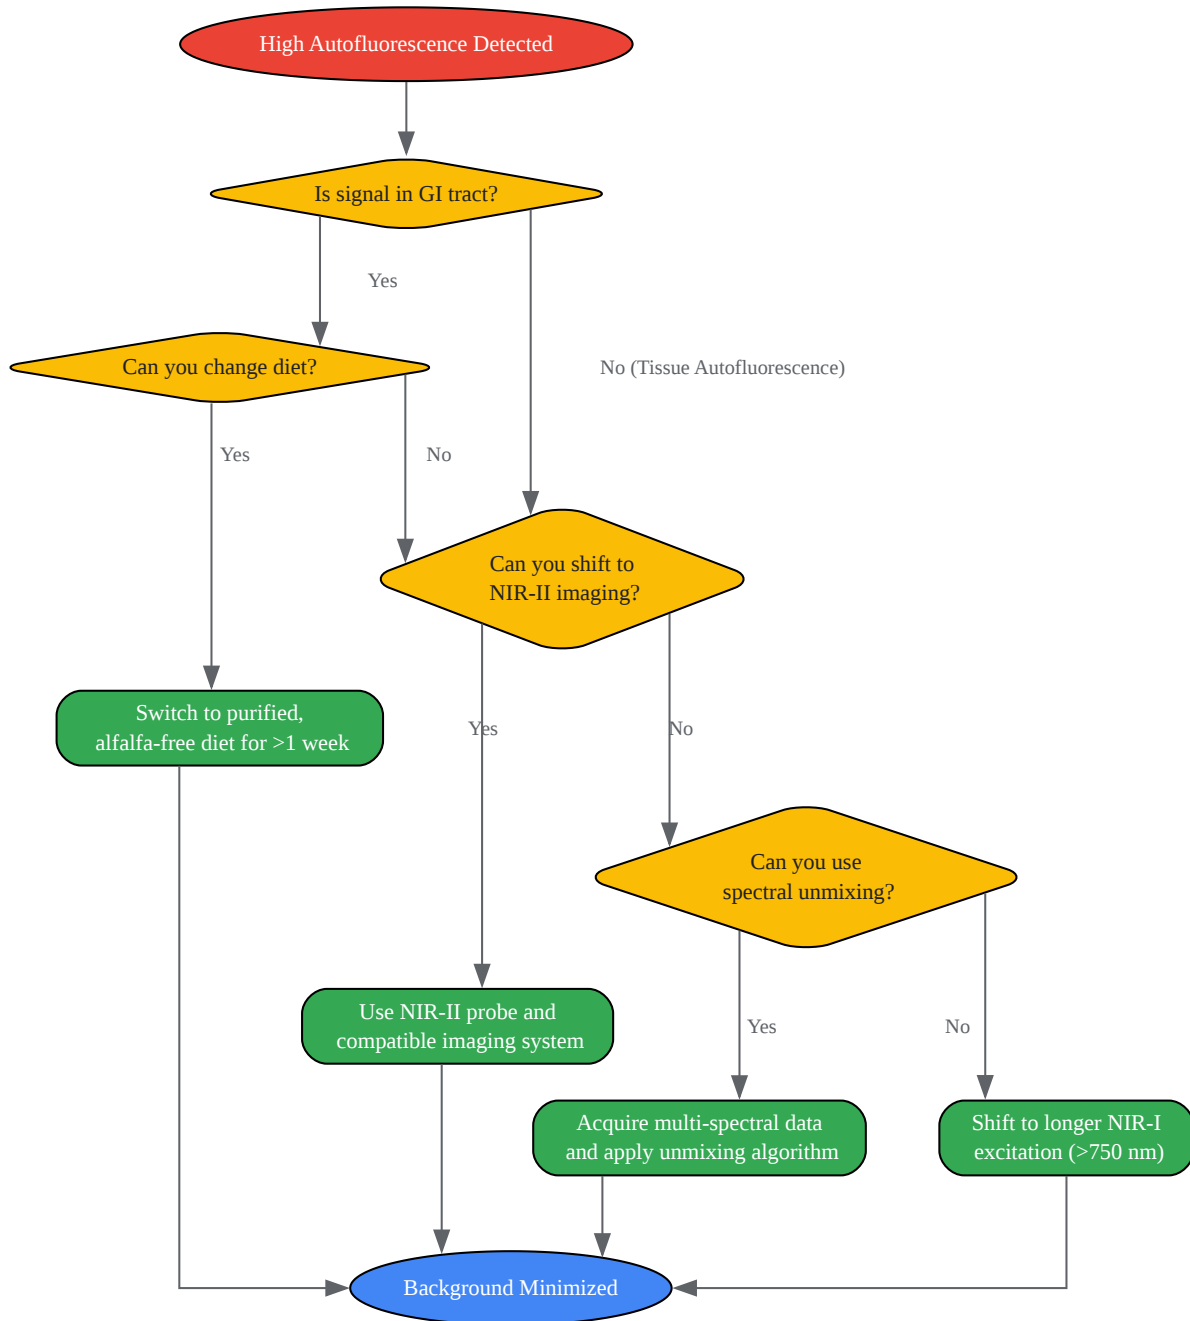 High Autofluorescence Detected
Is signal in GI tract?
Yes
Can you change diet?
No (Tissue Autofluorescence)
Yes
No
Can you shift to
NIR-II imaging?
Switch to purified,
alfalfa-free diet for >1 week
Yes
No
Can you use
spectral unmixing?
Use NIR-II probe and
compatible imaging system
Yes
No
Acquire multi-spectral data
and apply unmixing algorithm
Shift to longer NIR-I
excitation (>750 nm)
Background Minimized